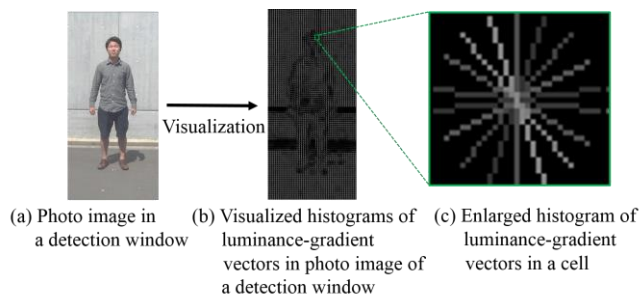 Visualization
(a) Photo image in
a detection window
(b) Visualized histograms of
luminance-gradient
vectors in photo image of
a detection window
(c) Enlarged histogram of
luminance-gradient
vectors in a cell